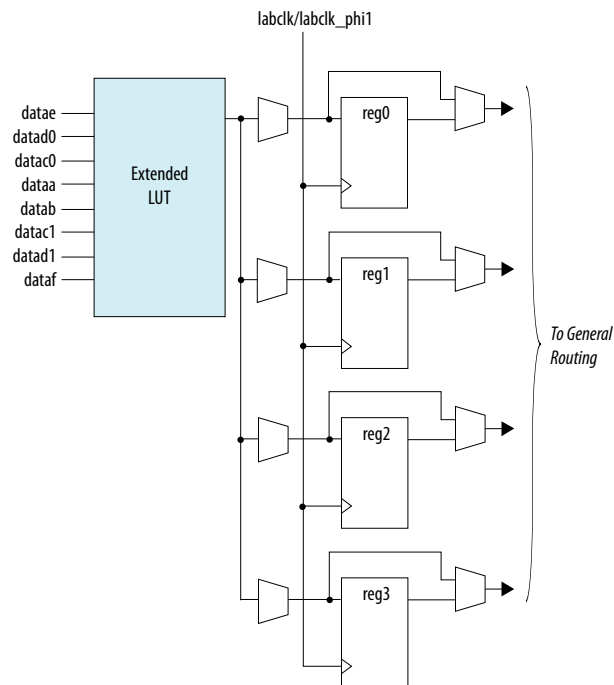 labclk/labclk_phi1
datae
datad0
datac0
dataa
datab
datac1
datad1
dataf
Extended
LUT
reg0
reg1
reg2
reg3
To General
Routing